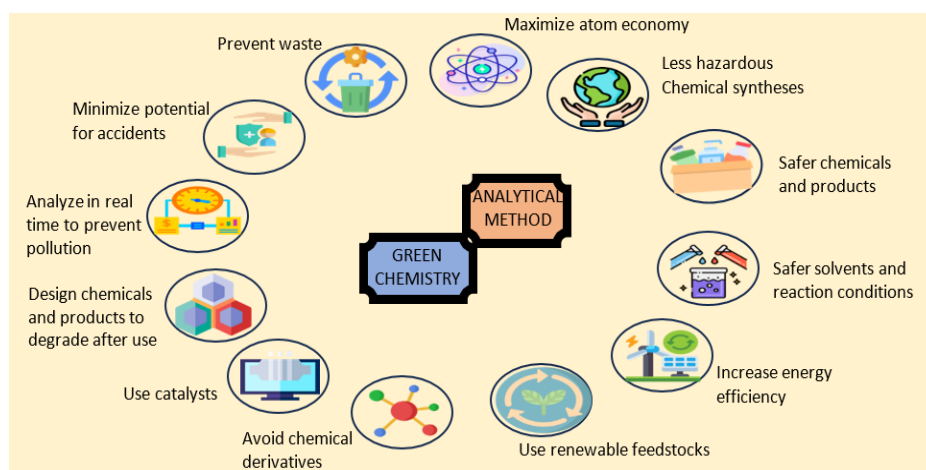 Maximize atom economy
Prevent waste
Less hazardous
Chemical syntheses
Minimize potential
for accidents
Safer chemicals
and products
ANALYTICAL
METHOD
Analyze in real
time to prevent
pollution
GREEN
CHEMISTRY
Safer solvents and
reaction conditions
Design chemicals
and products to
degrade after use
Increase energy
efficiency
Use catalysts
Avoid chemical
derivatives
Use renewable feedstocks